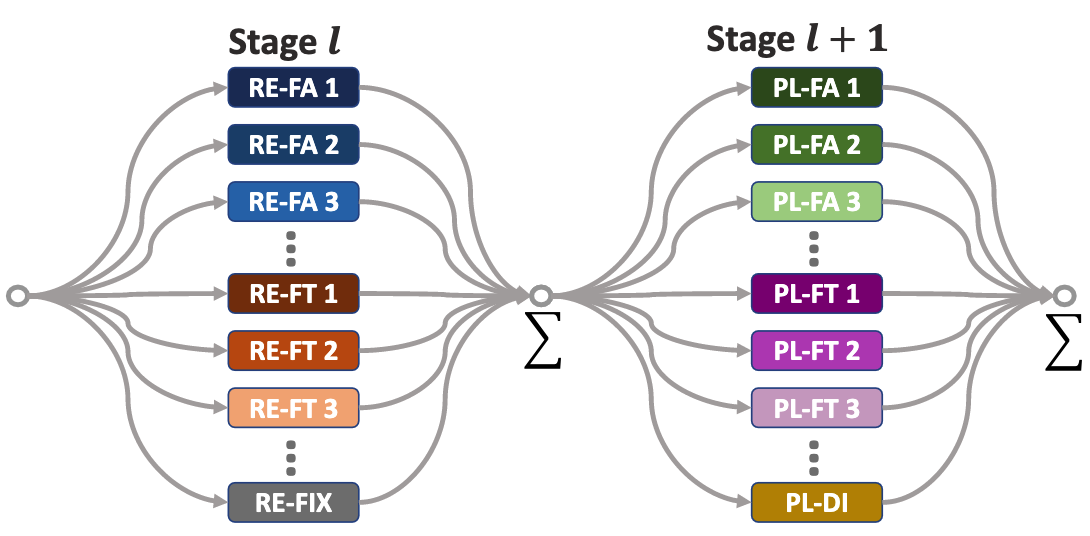 Stage l
RE-FA 1
RE-FA 2
RE-FA 3
RE-FT 1
RE-FT 2
RE-FT 3
RE-FIX
∑
Stage l + 1
PL-FA 1
PL-FA 2
PL-FA 3
PL-FT 1
PL-FT 2
PL-FT 3
PL-DI
∑